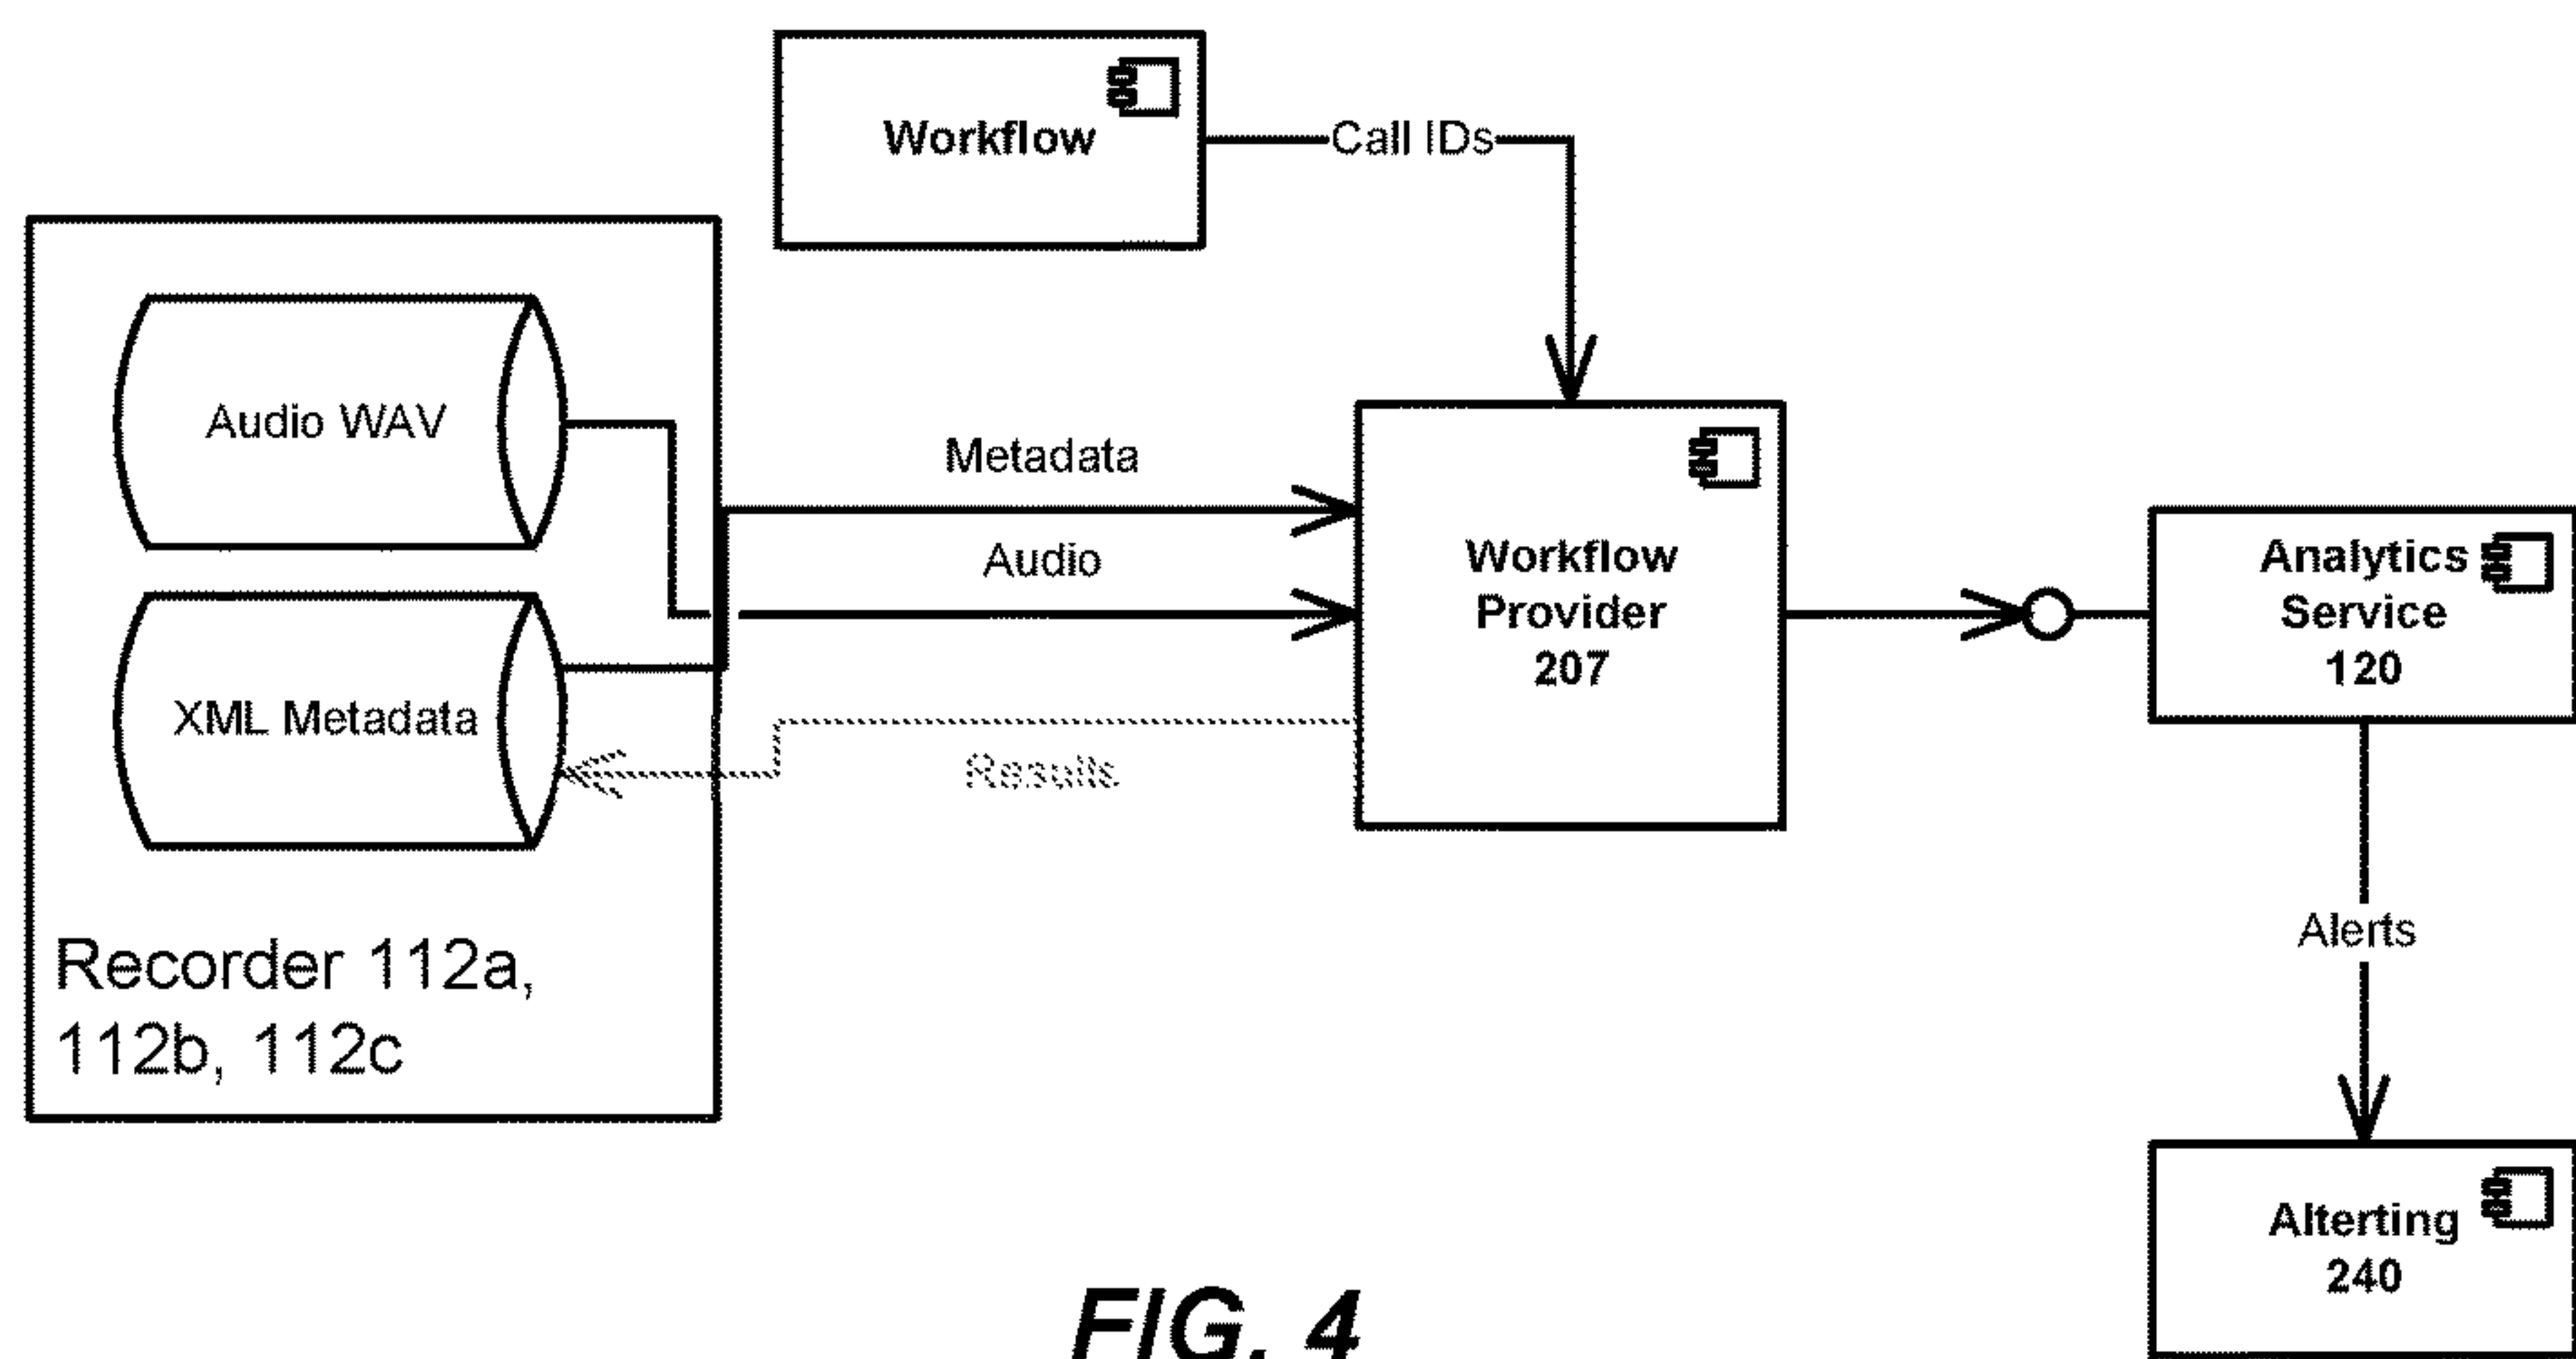 Workflow
Call IDs
Audio WAV
Metadata
Audio
Workflow
Provider
207
Analytics
Service
120
XML Metadata
Results
Alerts
Recorder 112a,
112b, 112c
Alterting
240
FIG. 4